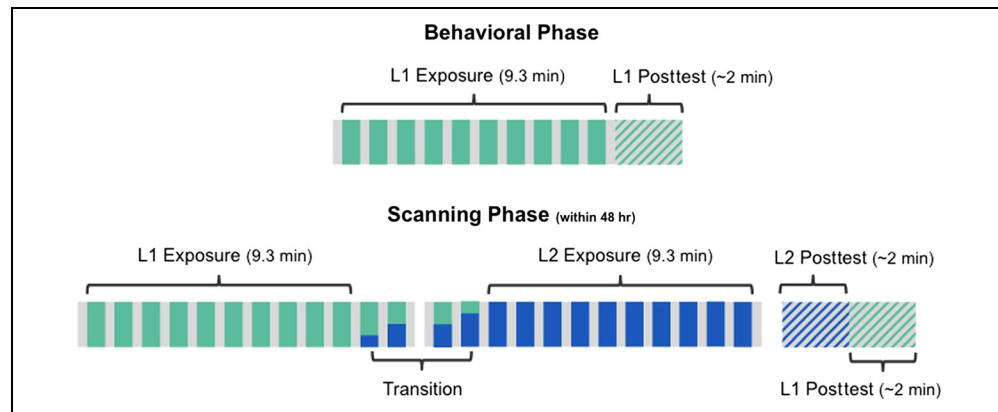 Behavioral Phase
L1 Exposure (9.3 min)
L1 Posttest (~2 min)
Scanning Phase (within 48 hr)
L1 Exposure (9.3 min)
L2 Exposure (9.3 min)
L2 Posttest (~2 min)
Transition
L1 Posttest (~2 min)